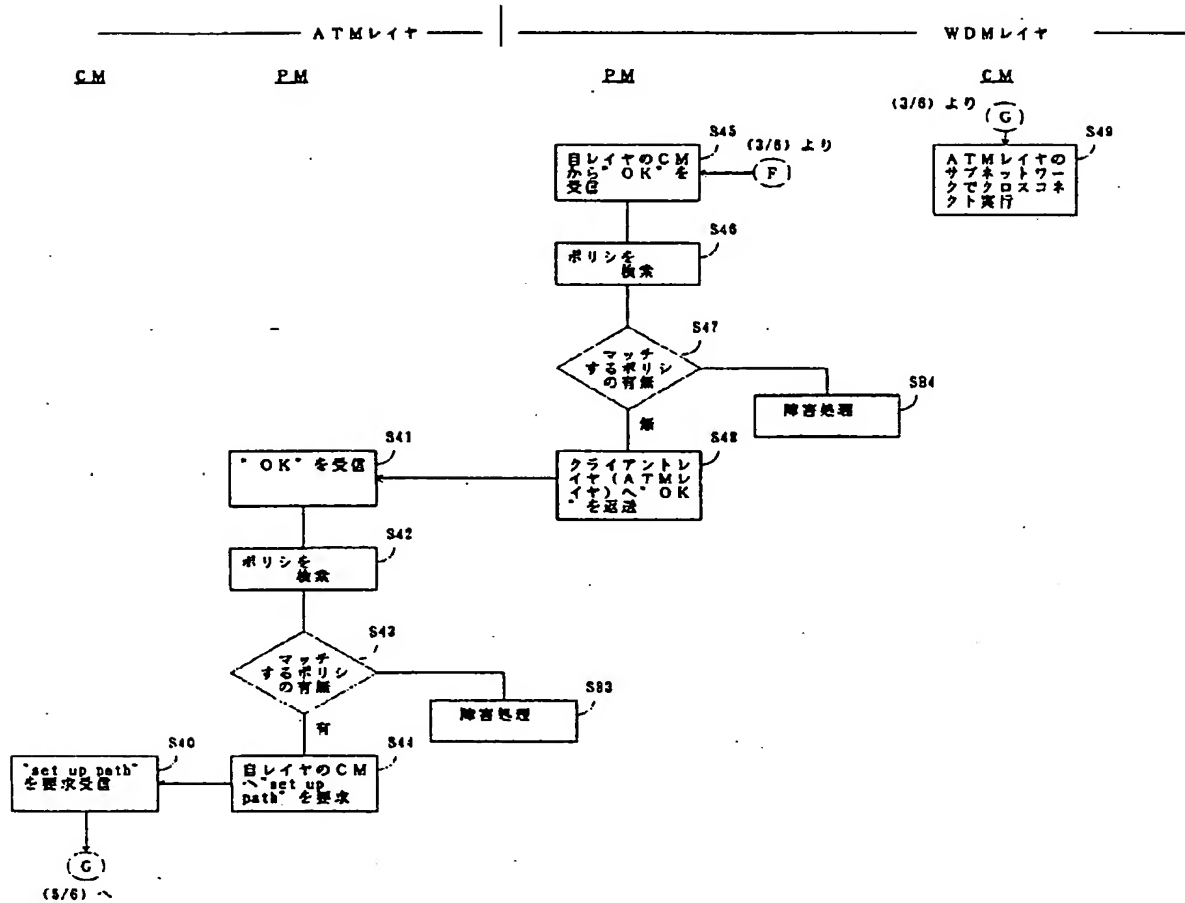 ATMレイヤ
WDMレイヤ
CM
PM
PM
CM
(3/6) より
G
S49
ATMレイヤの
サブネットワー
クでクロスコネ
クト実行
S45
(3/6) より
F
自レイヤのCM
から"OK"を
受信
S46
ポリシを
検索
S47
マッチ
するポリシ
の有無
S84
障害処理
無
S48
クライアントレ
イヤ(ATMレ
イヤ)へ"OK
"を返送
S41
"OK"を受信
S42
ポリシを
検索
S43
マッチ
するポリシ
の有無
S83
障害処理
有
S44
自レイヤのCM
へ"set up
path"を要求
S40
"set up path"
を要求受信
G
(5/6) へ